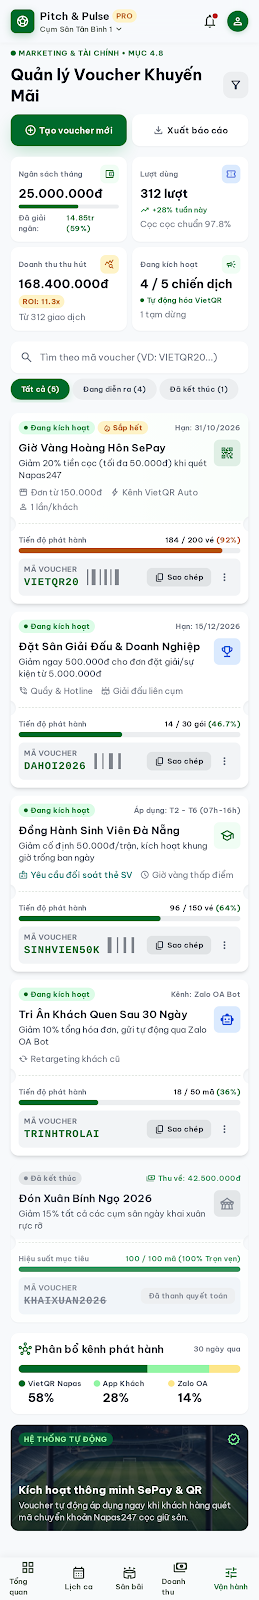 Pitch & Pulse PRO
Cụm Sân Tân Bình 1
MARKETING & TÀI CHÍNH • MỤC 4.8
Quản lý Voucher Khuyến
Mãi
Tạo voucher mới
Xuất báo cáo
Ngân sách tháng
25.000.000đ
Đã giải ngân:
14.85tr (59%)
Lượt dùng
312 lượt
+28% tuần này
Cọc cọc chuẩn 97.8%
Doanh thu thu hút
168.400.000đ
ROI: 11.3x
Từ 312 giao dịch
Đang kích hoạt
4 / 5 chiến dịch
Tự động hóa VietQR
1 tạm dừng
Tìm theo mã voucher (VD: VIETQR20...)
Tất cả (5)
Đang diễn ra (4)
Đã kết thúc (1)
Đang kích hoạt
Sắp hết
Hạn: 31/10/2026
Giờ Vàng Hoàng Hôn SePay
Giảm 20% tiền cọc (tối đa 50.000đ) khi quét
Napas247
Đơn từ 150.000đ
Kênh VietQR Auto
1 lần/khách
Tiến độ phát hành
184 / 200 vé (92%)
MÃ VOUCHER
VIETQR20
Sao chép
Đang kích hoạt
Hạn: 15/12/2026
Đặt Sân Giải Đấu & Doanh Nghiệp
Giảm ngay 500.000đ cho đơn đặt giải/sự
kiện từ 5.000.000đ
Quầy & Hotline
Giải đấu liên cụm
Tiến độ phát hành
14 / 30 gói (46.7%)
MÃ VOUCHER
DAHOI2026
Sao chép
Đang kích hoạt
Áp dụng: T2 - T6 (07h-16h)
Đồng Hành Sinh Viên Đà Nẵng
Giảm cố định 50.000đ/trận, kích hoạt khung
giờ trống ban ngày
Yêu cầu đối soát thẻ SV
Giờ vàng thấp điểm
Tiến độ phát hành
96 / 150 vé (64%)
MÃ VOUCHER
SINHVIEN50K
Sao chép
Đang kích hoạt
Kênh: Zalo OA Bot
Tri Ân Khách Quen Sau 30 Ngày
Giảm 10% tổng hóa đơn, gửi tự động qua Zalo
OA Bot
Retargeting khách cũ
Tiến độ phát hành
18 / 50 mã (36%)
MÃ VOUCHER
TRINHTROLAI
Sao chép
Đã kết thúc
Thu về: 42.500.000đ
Đón Xuân Bính Ngọ 2026
Giảm 15% tất cả các cụm sân ngày khai xuân
rực rỡ
Hiệu suất mục tiêu
100 / 100 mã (100% Trọn vẹn)
MÃ VOUCHER
KHAIXUAN2026
Đã thanh quyết toán
Phân bổ kênh phát hành
30 ngày qua
VietQR Napas
58%
App Khách
28%
Zalo OA
14%
HỆ THỐNG TỰ ĐỘNG
Kích hoạt thông minh SePay & QR
Voucher tự động áp dụng ngay khi khách hàng quét
mã chuyển khoản Napas247 cọc giữ sân.
Tổng quan
Lịch ca
Sân bãi
Doanh thu
Vận hành